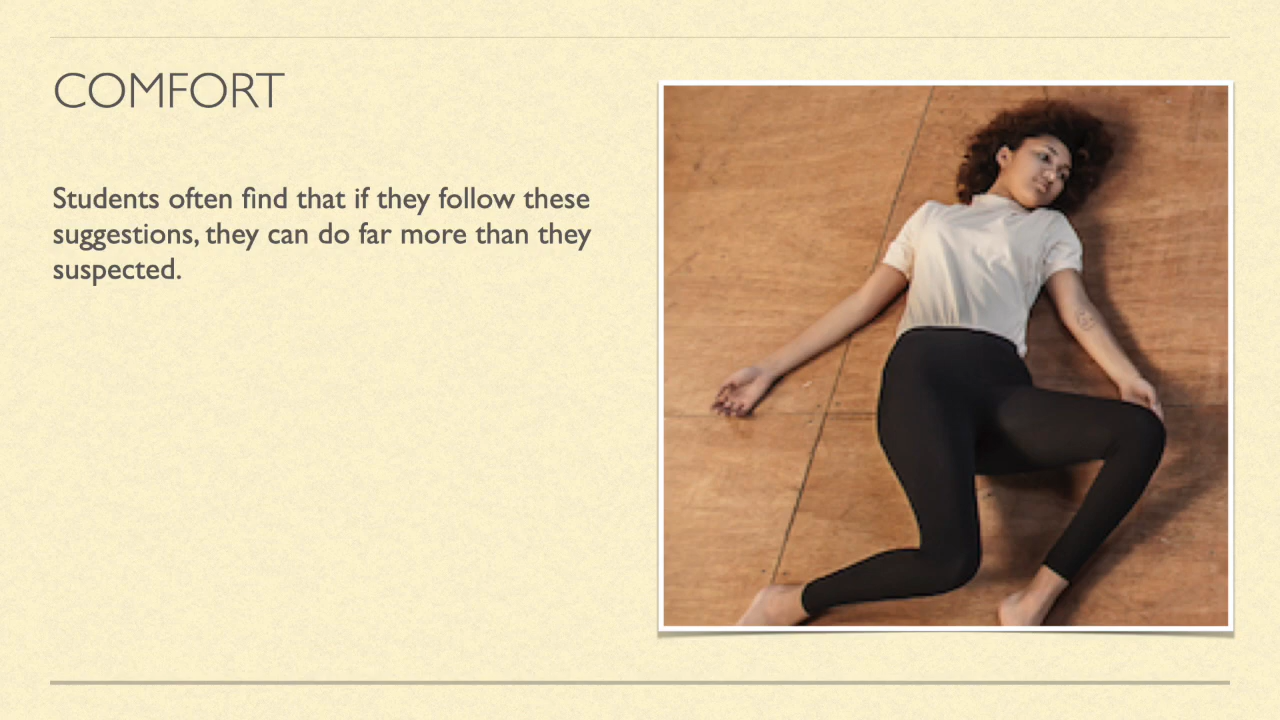 COMFORT
Students often find that if they follow these
suggestions, they can do far more than they
suspected.